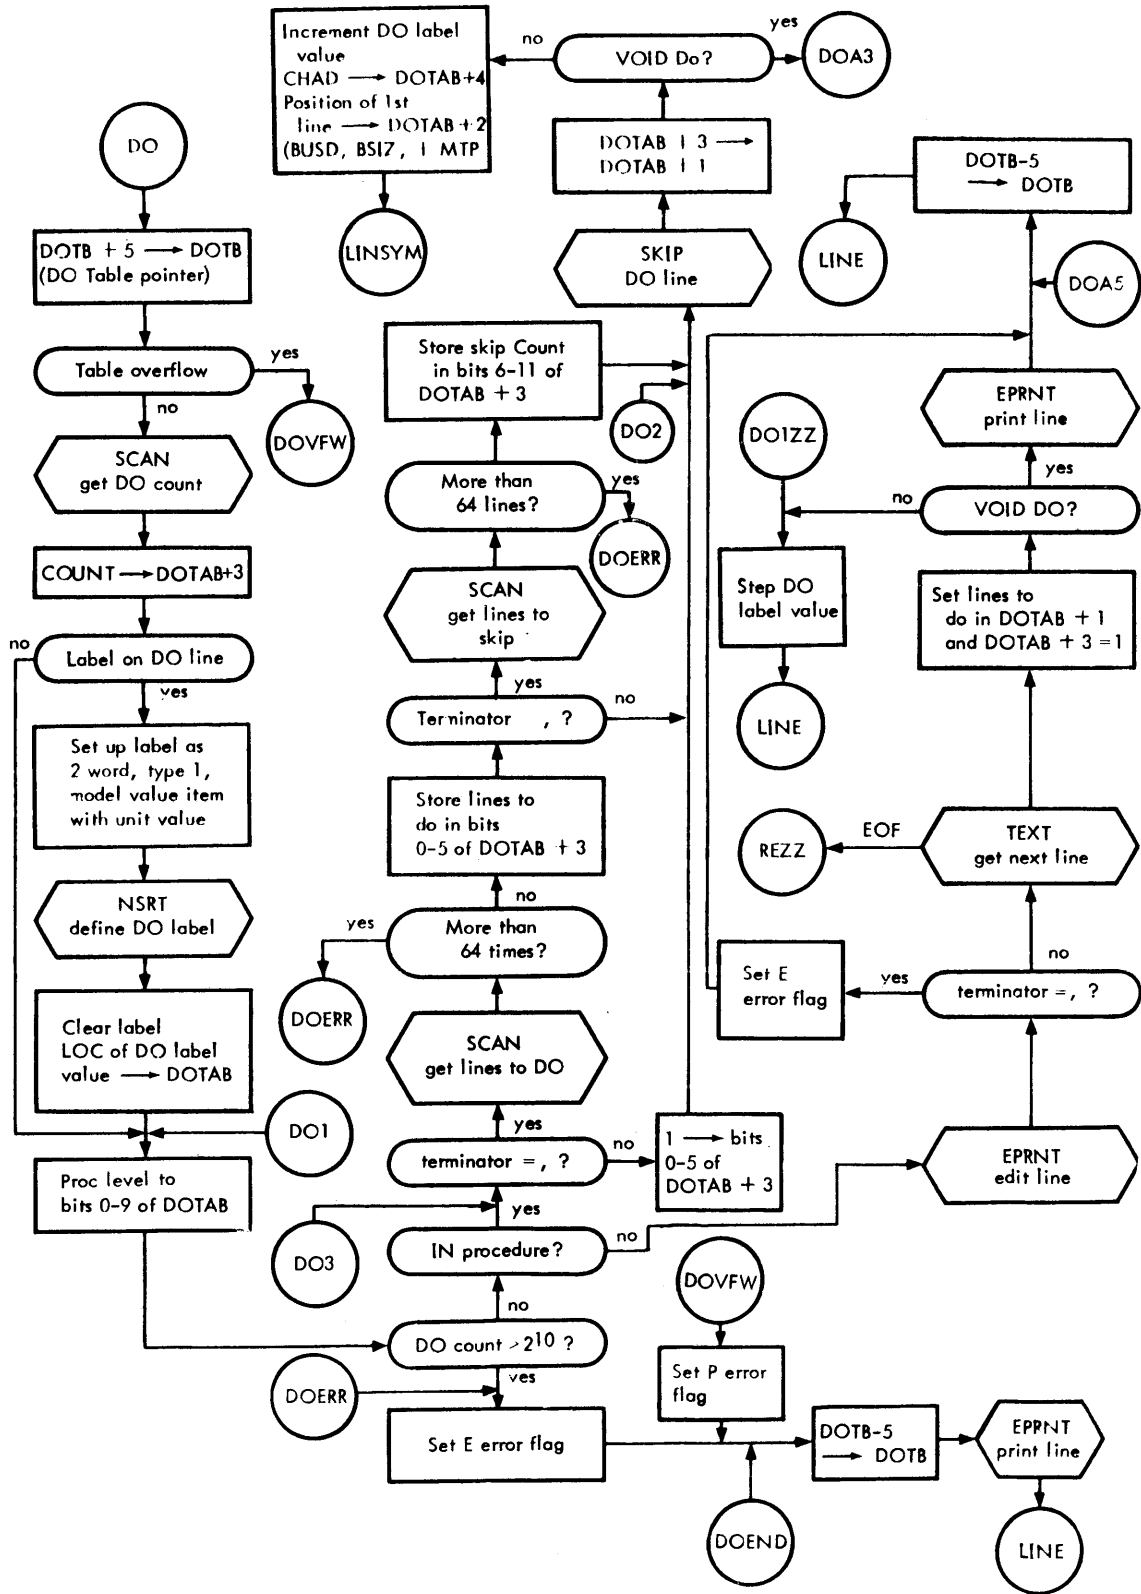 DO
DOTB + 5 → DOTB
(DO Table pointer)
Table overflow
yes
no
DOVFW
SCAN
get DO count
COUNT → DOTAB+3
no
Label on DO line
yes
Set up label as
2 word, type 1,
model value item
with unit value
NSRT
define DO label
Clear label
LOC of DO label
value → DOTAB
DO1
Proc level to
bits 0-9 of DOTAB
Increment DO label
value
CHAD → DOTAB+4
Position of 1st
line → DOTAB + 2
(BUSD, BSIZ, 1 MTP
LINSYM
no
VOID Do?
yes
DOA3
DOTAB + 3 →
DOTAB + 1
SKIP
DO line
Store skip Count
in bits 6-11 of
DOTAB + 3
DO2
More than
64 lines?
yes
DOERR
SCAN
get lines to
skip
yes
Terminator , ?
no
Store lines to
do in bits
0-5 of DOTAB + 3
no
yes
More than
64 times?
DOERR
SCAN
get lines to DO
yes
terminator = , ?
no
1 → bits
0-5 of
DOTAB + 3
yes
DO3
IN procedure?
no
no
DO count >2¹⁰ ?
yes
DOERR
Set E error flag
DOVFW
Set P error
flag
DOEND
DOTB-5
→ DOTB
EPRNT
print line
LINE
DOTB-5
→ DOTB
LINE
DOA5
EPRNT
print line
yes
DO1ZZ
no
VOID DO?
Step DO
label value
LINE
Set lines to
do in DOTAB + 1
and DOTAB + 3 = 1
REZZ
EOF
TEXT
get next line
no
Set E
error flag
yes
terminator = , ?
EPRNT
edit line